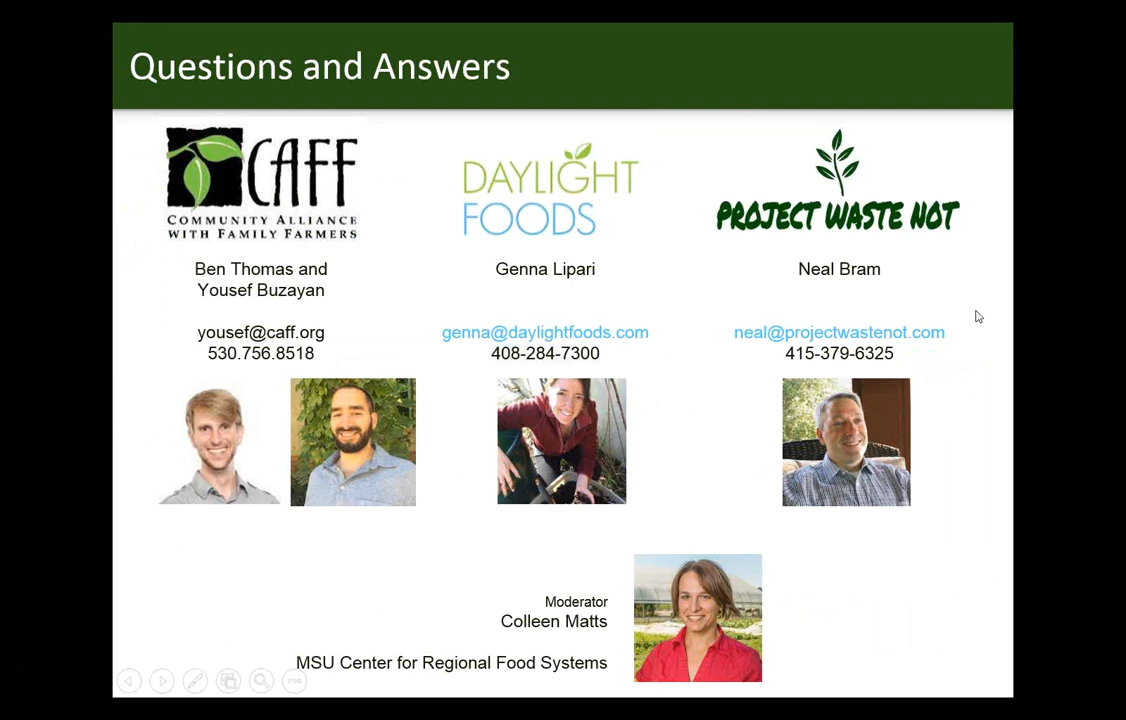 Questions and Answers
CAFF
COMMUNITY ALLIANCE
WITH FAMILY FARMERS
Ben Thomas and
Yousef Buzayan
yousef@caff.org
530.756.8518
DAYLIGHT
FOODS
Genna Lipari
genna@daylightfoods.com
408-284-7300
PROJECT WASTE NOT
Neal Bram
neal@projectwastenot.com
415-379-6325
Moderator
Colleen Matts
MSU Center for Regional Food Systems